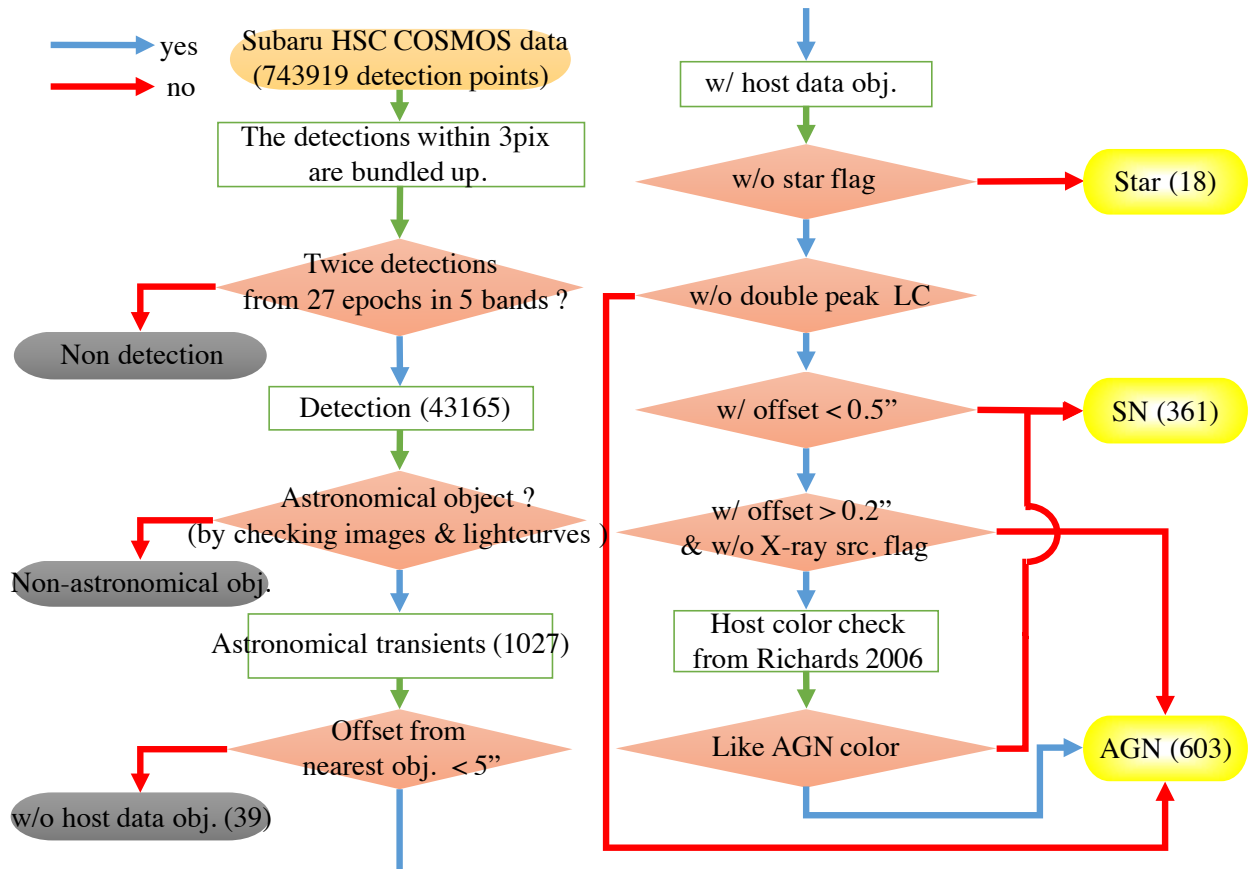 yes
no
Subaru HSC COSMOS data
(743919 detection points)
The detections within 3pix
are bundled up.
Twice detections
from 27 epochs in 5 bands ?
Non detection
Detection (43165)
Astronomical object ?
(by checking images & lightcurves )
Non-astronomical obj.
Astronomical transients (1027)
Offset from
nearest obj. < 5”
w/o host data obj. (39)
w/ host data obj.
w/o star flag
Star (18)
w/o double peak LC
w/ offset < 0.5”
SN (361)
w/ offset > 0.2”
& w/o X-ray src. flag
Host color check
from Richards 2006
Like AGN color
AGN (603)